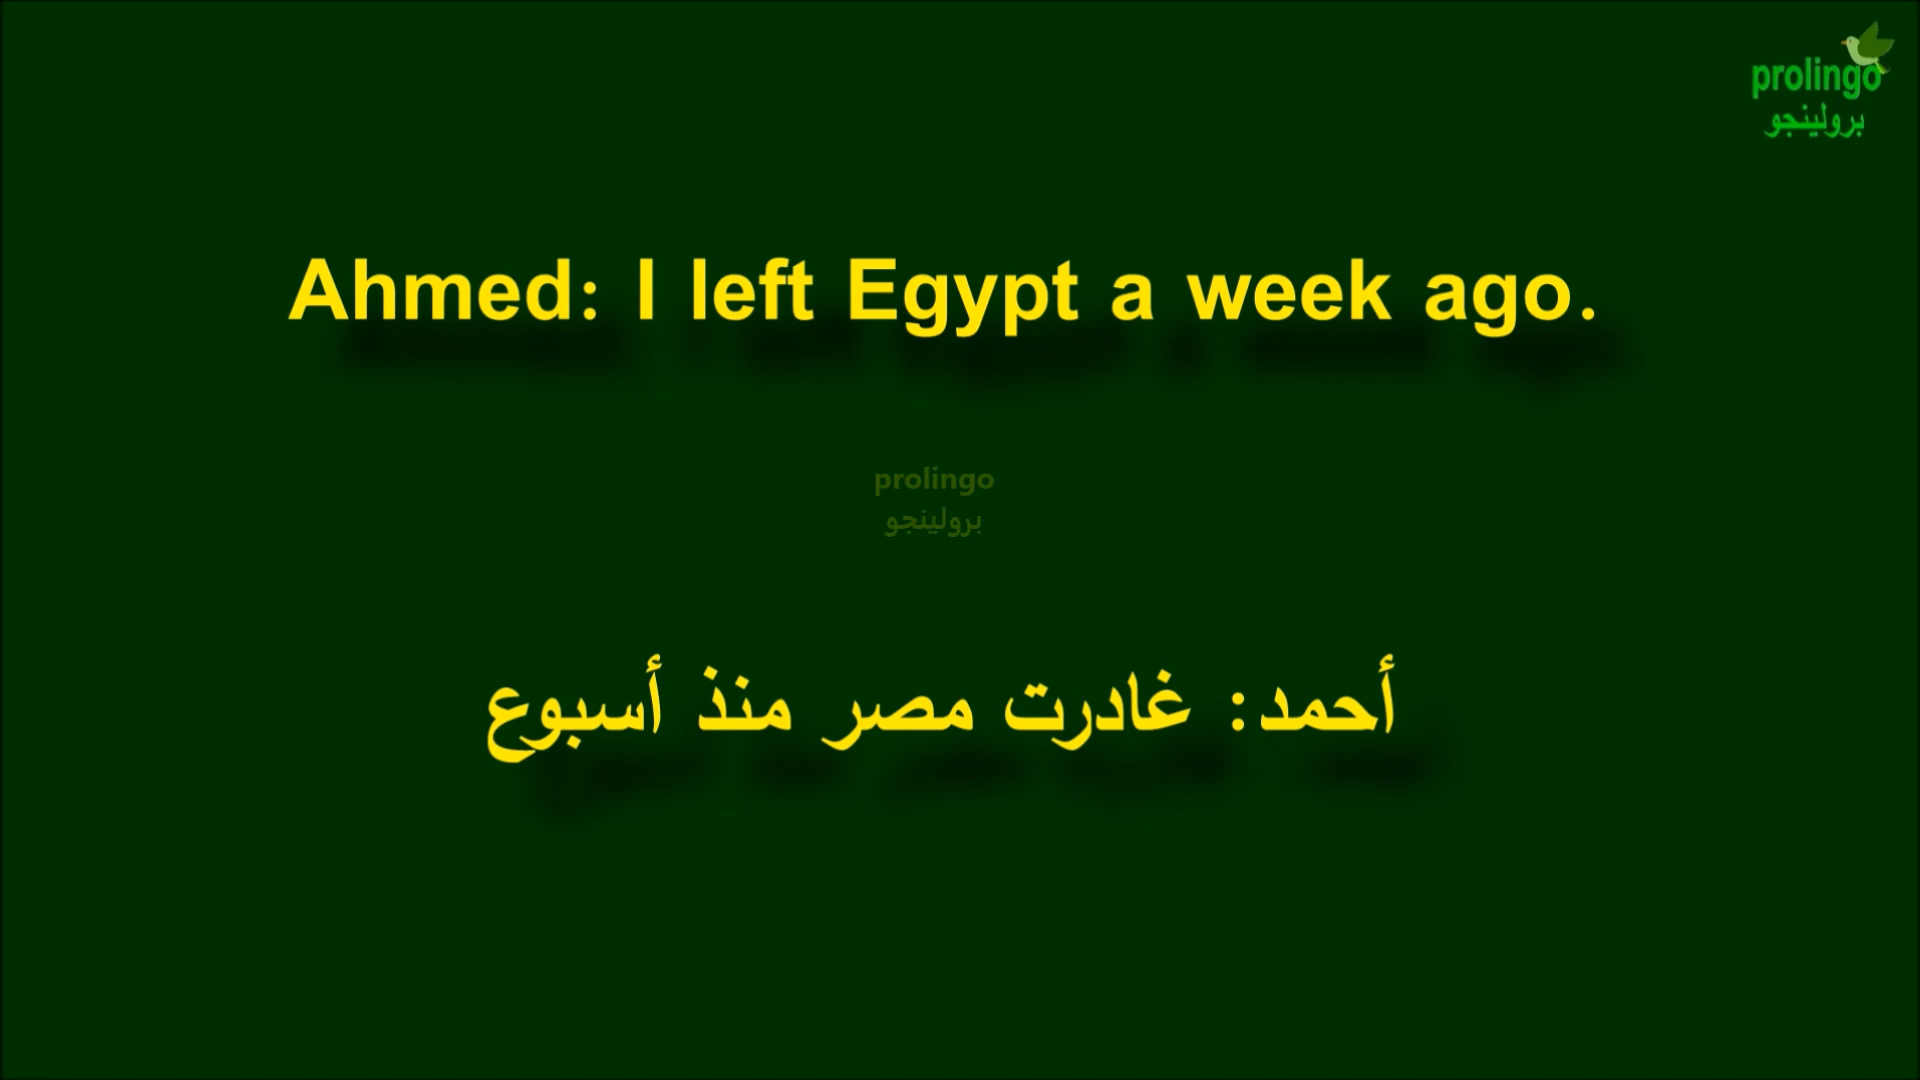 prolingo
برولينجو
Ahmed: I left Egypt a week ago.
prolingo
برولينجو
أحمد: غادرت مصر منذ أسبوع